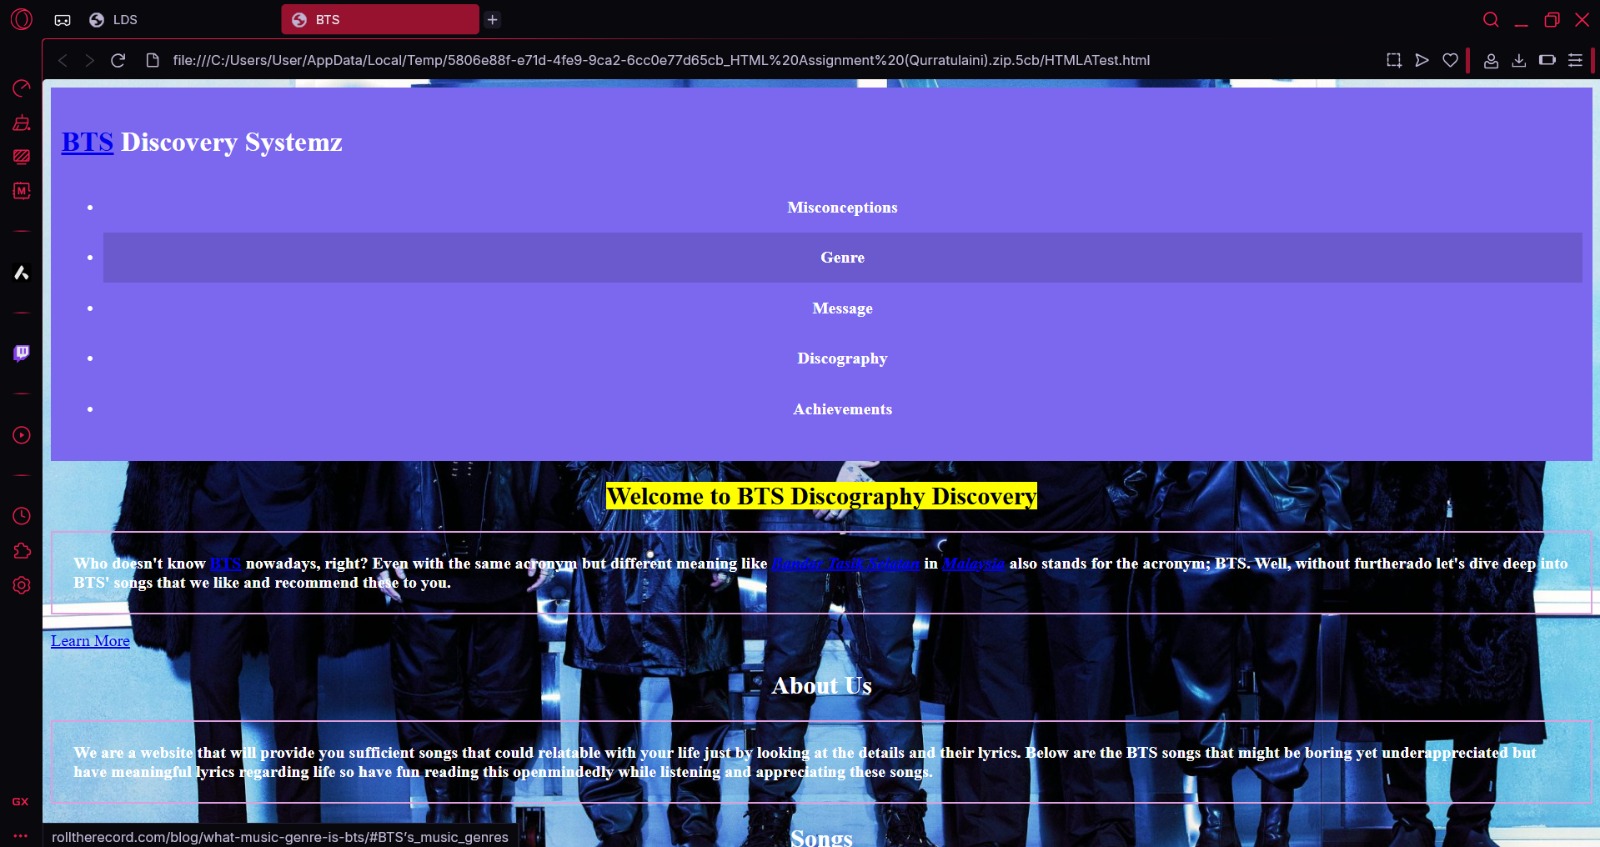 LDS
BTS
file:///C:/Users/User/AppData/Local/Temp/5806e88f-e71d-4fe9-9ca2-6cc0e77d65cb_HTML%20Assignment%20(Qurratulaini).zip.5cb/HTMLATest.html
BTS Discovery Systemz
Misconceptions
Genre
Message
Discography
Achievements
Welcome to BTS Discography Discovery
Who doesn't know BTS nowadays, right? Even with the same acronym but different meaning like Bandar Tasik Selatan in Malaysia also stands for the acronym; BTS. Well, without furtherado let's dive deep into
BTS' songs that we like and recommend these to you.
Learn More
About Us
We are a website that will provide you sufficient songs that could relatable with your life just by looking at the details and their lyrics. Below are the BTS songs that might be boring yet underappreciated but
have meaningful lyrics regarding life so have fun reading this openmindedly while listening and appreciating these songs.
Songs
GX
rolltherecord.com/blog/what-music-genre-is-bts/#BTS’s_music_genres